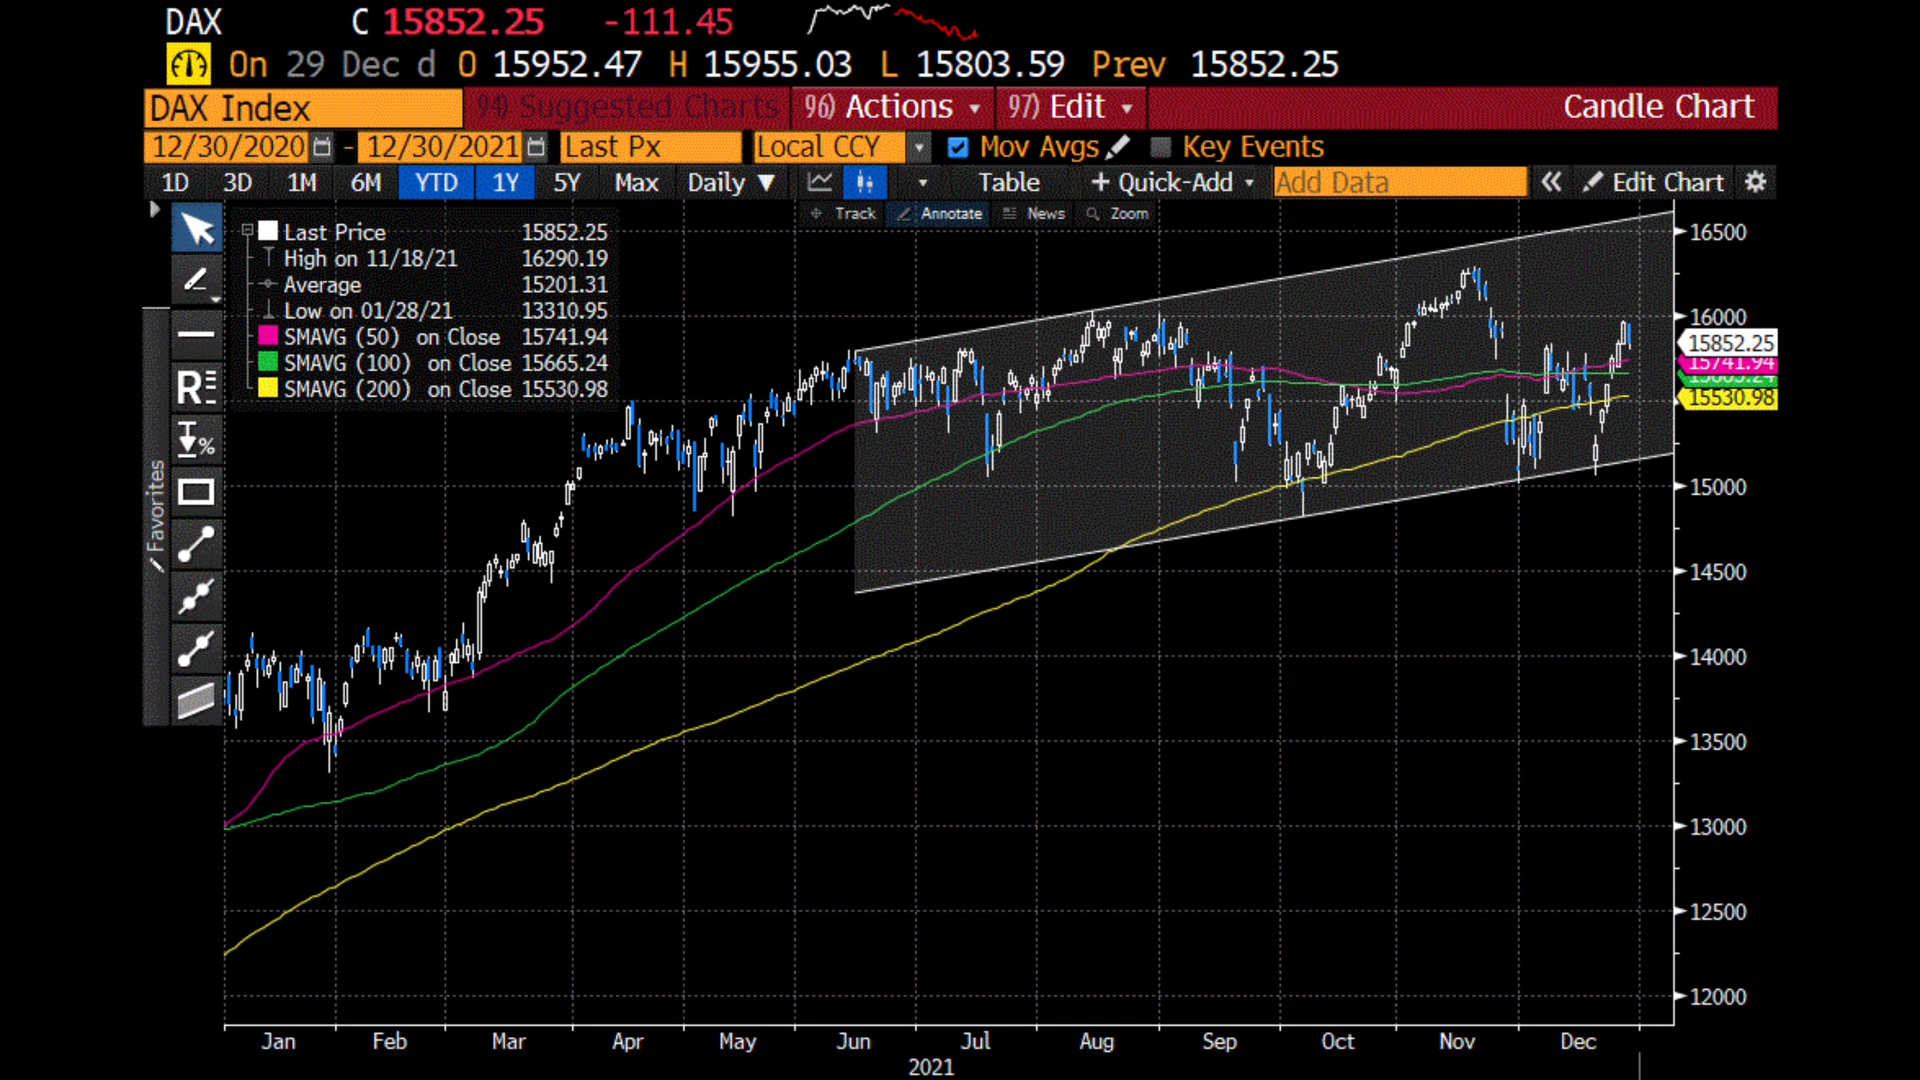 DAX C 15852.25 -111.45
On 29 Dec d O 15952.47 H 15955.03 L 15803.59 Prev 15852.25
DAX Index 94) Suggested Charts 96) Actions 97) Edit Candle Chart
12/30/2020 - 12/30/2021 Last Px Local CCY Mov Avgs Key Events
1D 3D 1M 6M YTD 1Y 5Y Max Daily ▼ Table + Quick-Add Add Data « Edit Chart
Track Annotate News Zoom
Last Price 15852.25
High on 11/18/21 16290.19
Average 15201.31
Low on 01/28/21 13310.95
SMAVG (50) on Close 15741.94
SMAVG (100) on Close 15665.24
SMAVG (200) on Close 15530.98
R
%
Favorites
16500
16000
15852.25
15741.94
15665.24
15530.98
15000
14500
14000
13500
13000
12500
12000
Jan Feb Mar Apr May Jun Jul Aug Sep Oct Nov Dec
2021